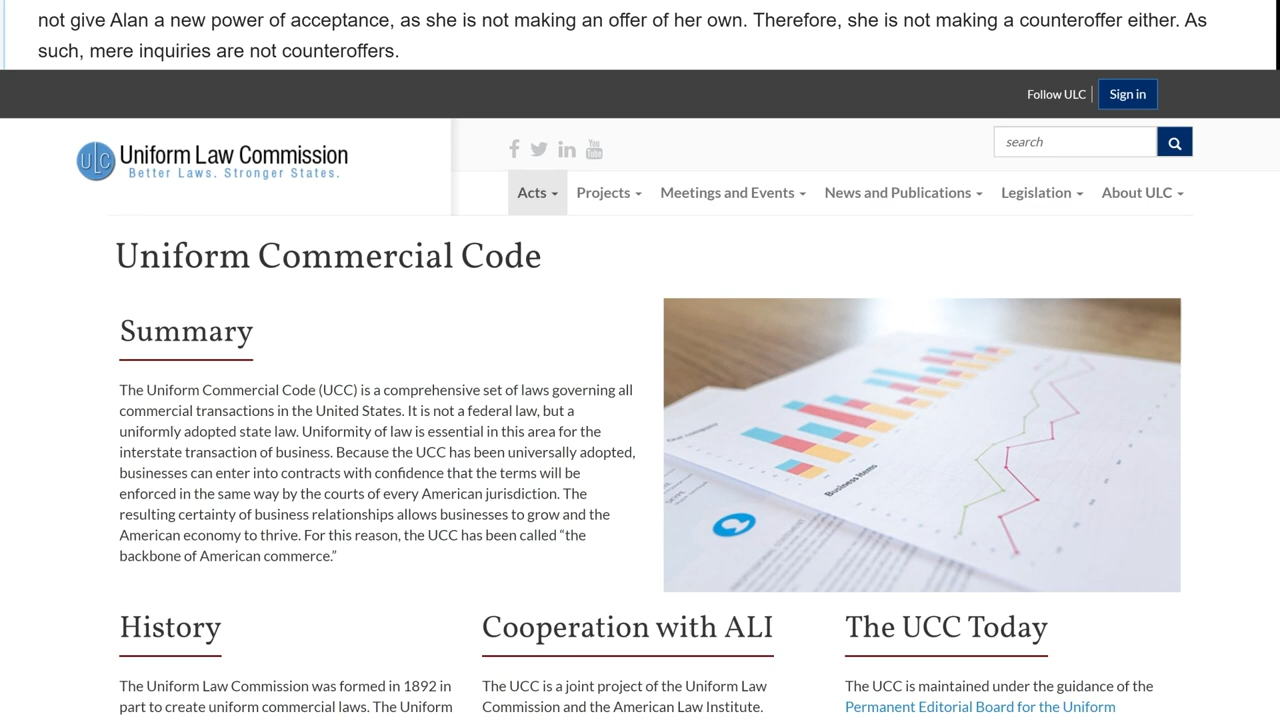 not give Alan a new power of acceptance, as she is not making an offer of her own. Therefore, she is not making a counteroffer either. As
such, mere inquiries are not counteroffers.
Follow ULC
Sign in
ULC Uniform Law Commission
Better Laws. Stronger States.
You
Tube
search
Acts Projects Meetings and Events News and Publications Legislation About ULC
Uniform Commercial Code
Summary
The Uniform Commercial Code (UCC) is a comprehensive set of laws governing all
commercial transactions in the United States. It is not a federal law, but a
uniformly adopted state law. Uniformity of law is essential in this area for the
interstate transaction of business. Because the UCC has been universally adopted,
businesses can enter into contracts with confidence that the terms will be
enforced in the same way by the courts of every American jurisdiction. The
resulting certainty of business relationships allows businesses to grow and the
American economy to thrive. For this reason, the UCC has been called “the
backbone of American commerce.”
Business Items
History
The Uniform Law Commission was formed in 1892 in
part to create uniform commercial laws. The Uniform
Cooperation with ALI
The UCC is a joint project of the Uniform Law
Commission and the American Law Institute.
The UCC Today
The UCC is maintained under the guidance of the
Permanent Editorial Board for the Uniform